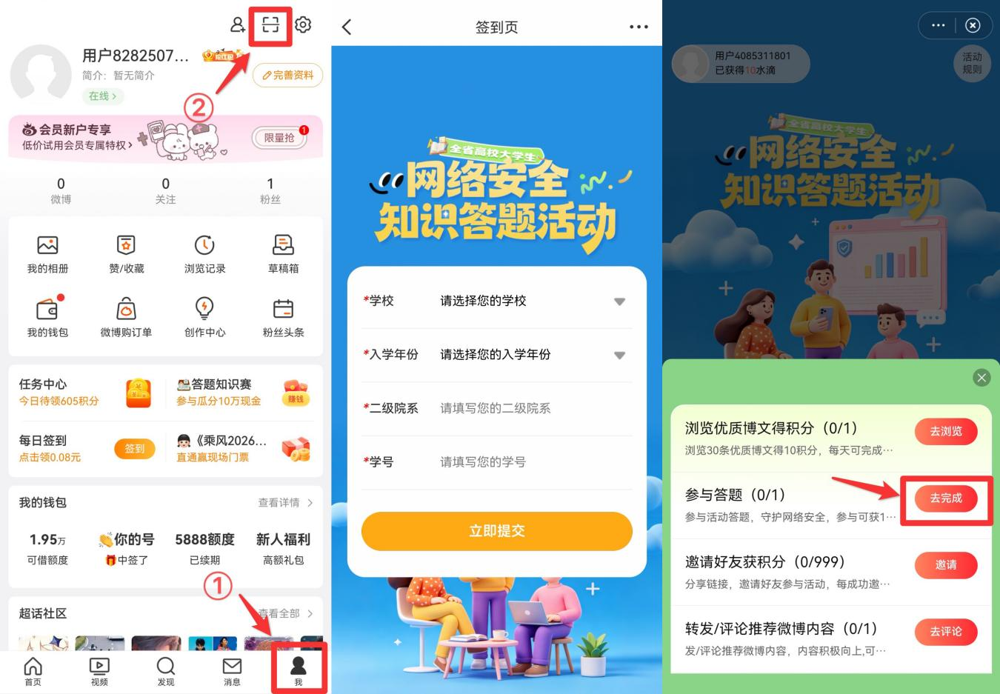 用户8282507...
简介：暂无简介
在线
完善资料
②
会员新户专享
低价试用会员专属特权
限量抢
1
0
微博
0
关注
1
粉丝
我的相册
赞/收藏
浏览记录
草稿箱
我的钱包
微博购订单
创作中心
粉丝头条
任务中心
今日待领605积分
答题知识赛
参与瓜分10万现金
赚钱
每日签到
点击领0.08元
签到
《乘风2026...
直通赢现场门票
我的钱包
查看详情
1.95万
可借额度
你的号
中签了
5888额度
已续期
新人福利
高额礼包
①
超话社区
查看全部
首页
视频
发现
消息
我
签到页
全省高校大学生
网络安全
知识答题活动
*学校
请选择您的学校
*入学年份
请选择您的入学年份
*二级院系
请填写您的二级院系
*学号
请填写您的学号
立即提交
用户4085311801
已获得10水滴
活动
规则
全省高校大学生
网络安全
知识答题活动
浏览优质博文得积分（0/1）
浏览30条优质博文得10积分，每天可完成…
去浏览
参与答题（0/1）
参与活动答题，守护网络安全，参与可获1…
去完成
邀请好友获积分（0/999）
分享链接，邀请好友参与活动，每成功邀…
邀请
转发/评论推荐微博内容（0/1）
发/评论推荐微博内容，内容积极向上,可…
去评论